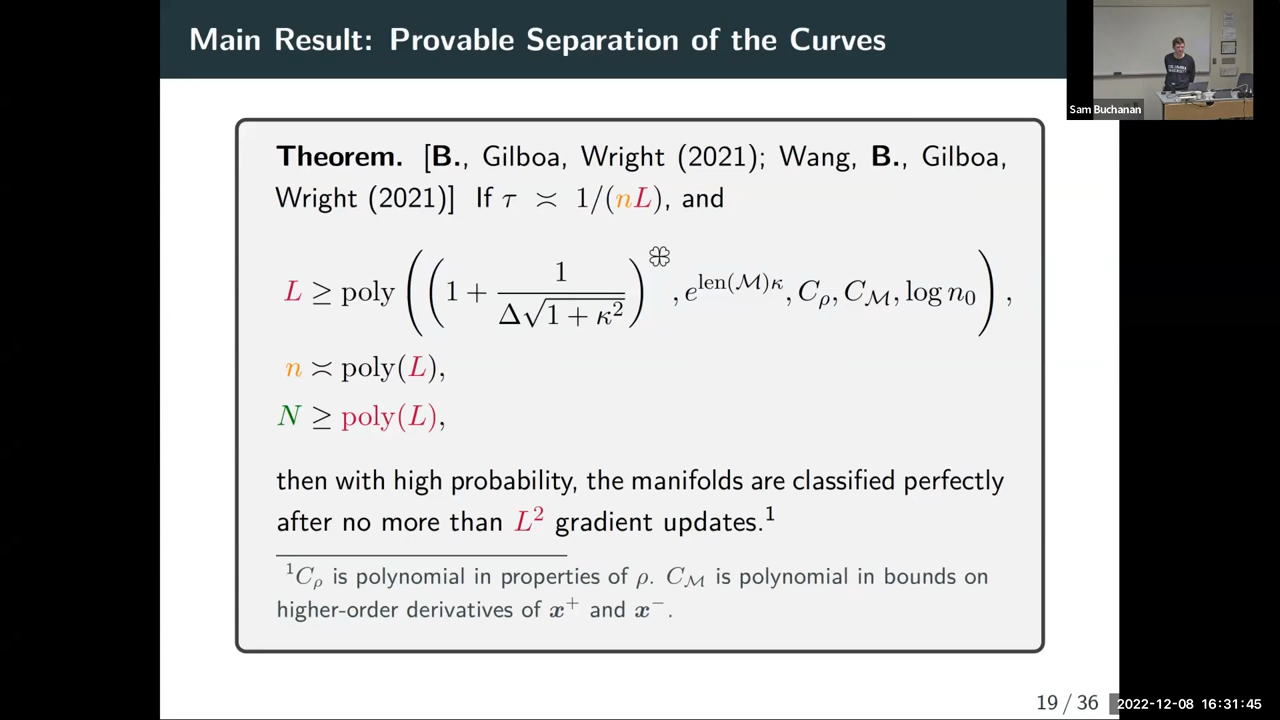 Main Result: Provable Separation of the Curves
Sam Buchanan
Theorem. [B., Gilboa, Wright (2021); Wang, B., Gilboa,
Wright (2021)] If τ ≍ 1/(nL), and
L ≥ poly((1 + 1/(Δ√(1 + κ²)))^✤, e^{len(ℳ)κ}, C_ρ, C_ℳ, log n₀),
n ≍ poly(L),
N ≥ poly(L),
then with high probability, the manifolds are classified perfectly
after no more than L² gradient updates.¹
¹C_ρ is polynomial in properties of ρ. C_ℳ is polynomial in bounds on
higher-order derivatives of x⁺ and x⁻.
19 / 36
2022-12-08 16:31:45